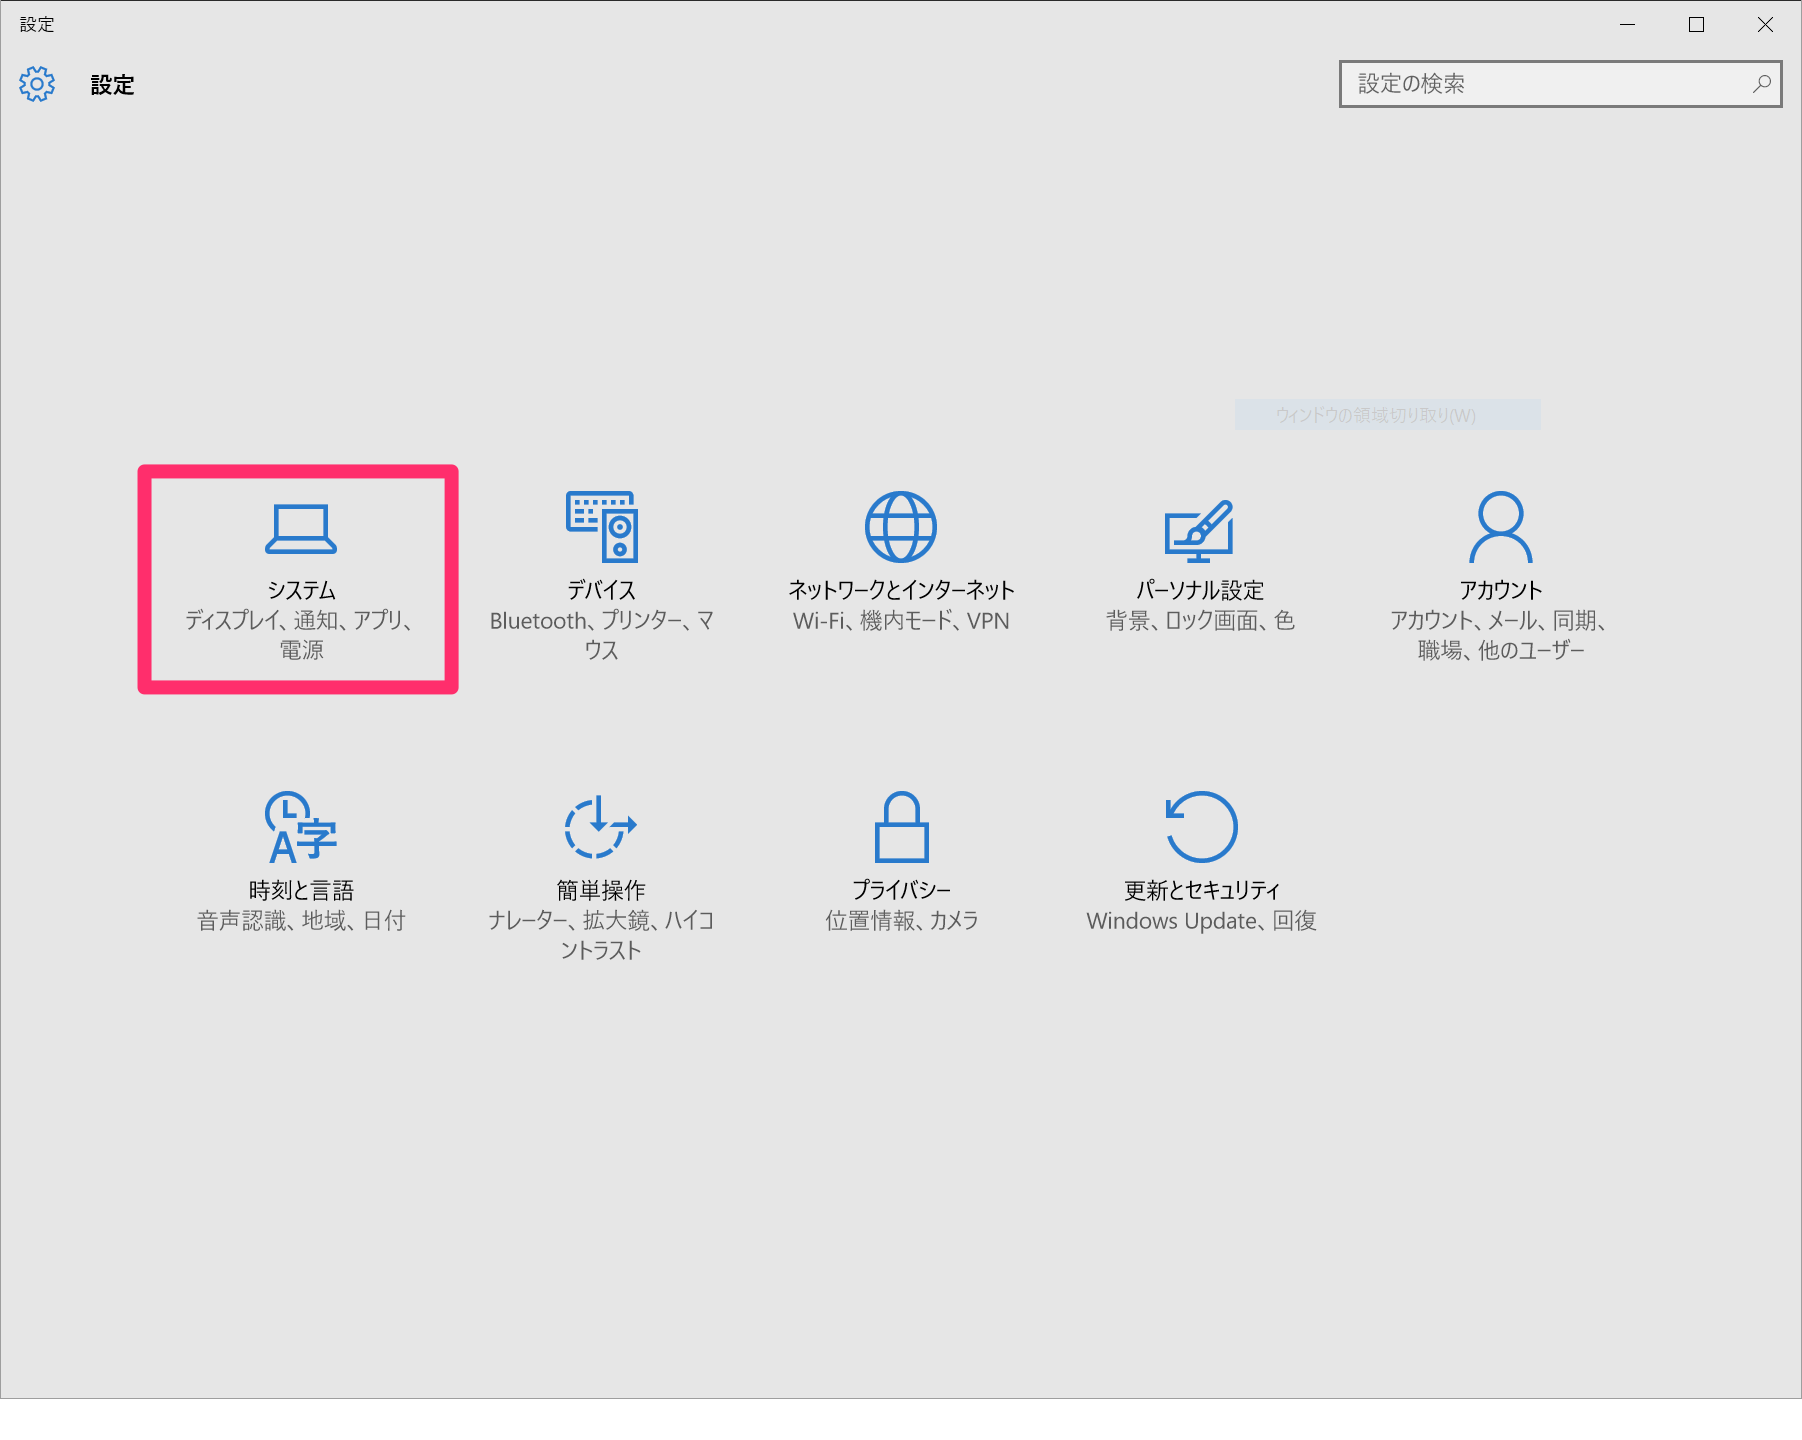 設定
設定
設定の検索
ウィンドウの領域切り取り(W)
システム
ディスプレイ、通知、アプリ、
電源
デバイス
Bluetooth、プリンター、マ
ウス
ネットワークとインターネット
Wi-Fi、機内モード、VPN
パーソナル設定
背景、ロック画面、色
アカウント
アカウント、メール、同期、
職場、他のユーザー
A字
時刻と言語
音声認識、地域、日付
簡単操作
ナレーター、拡大鏡、ハイコ
ントラスト
プライバシー
位置情報、カメラ
更新とセキュリティ
Windows Update、回復